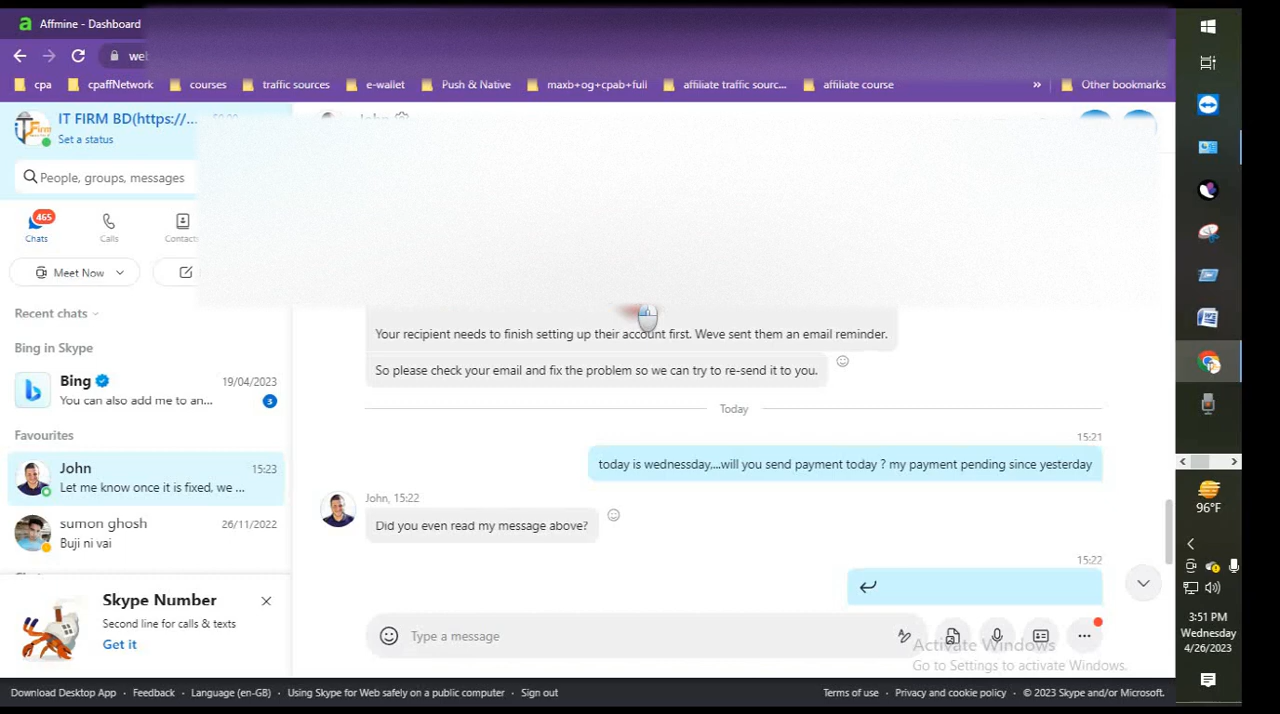 Affmine - Dashboard
web
cpa
cpaffNetwork
courses
traffic sources
e-wallet
Push & Native
maxb+og+cpab+full
affiliate traffic sourc...
affiliate course
»
Other bookmarks
IT FIRM BD(https://...
Set a status
People, groups, messages
465
Chats
Calls
Contacts
Meet Now
Recent chats
Bing in Skype
Bing
19/04/2023
You can also add me to an...
3
Favourites
John
15:23
Let me know once it is fixed, we ...
sumon ghosh
26/11/2022
Buji ni vai
Skype Number
Second line for calls & texts
Get it
John
Your recipient needs to finish setting up their account first. Weve sent them an email reminder.
So please check your email and fix the problem so we can try to re-send it to you.
Today
15:21
today is wednesday,...will you send payment today ? my payment pending since yesterday
John, 15:22
Did you even read my message above?
15:22
Type a message
Activate Windows
Go to Settings to activate Windows.
Download Desktop App • Feedback • Language (en-GB) • Using Skype for Web safely on a public computer • Sign out
Terms of use • Privacy and cookie policy • © 2023 Skype and/or Microsoft.
96°F
3:51 PM
Wednesday
4/26/2023